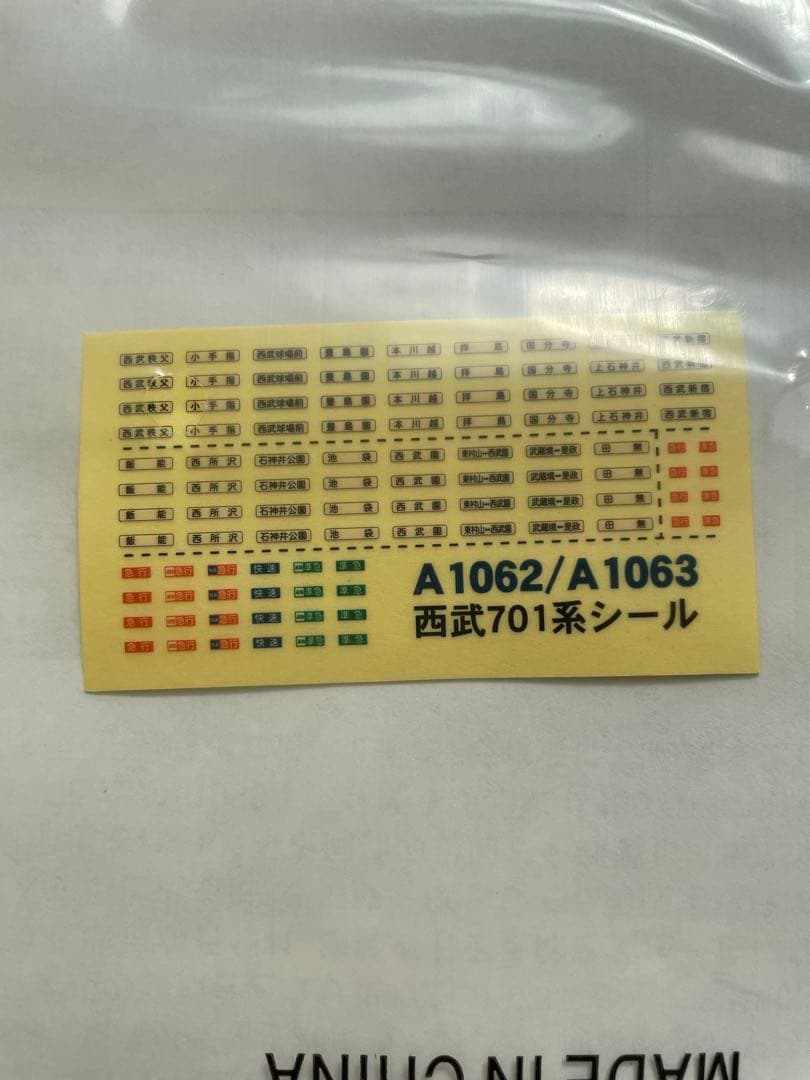 西武秩父 小手指 西武球場前 豊島園 本川越 拝島 国分寺 西武新宿
西武秩父 小手指 西武球場前 豊島園 本川越 拝島 国分寺 上石神井 西武新宿
西武秩父 小手指 西武球場前 豊島園 本川越 拝島 国分寺 上石神井 西武新宿
西武秩父 小手指 西武球場前 豊島園 本川越 拝島 国分寺 上石神井 西武新宿
飯能 西所沢 石神井公園 池袋 西武園 東村山↔西武園 武蔵境↔是政 田無 急行 準急
飯能 西所沢 石神井公園 池袋 西武園 東村山↔西武園 武蔵境↔是政 田無 急行 準急
飯能 西所沢 石神井公園 池袋 西武園 東村山↔西武園 武蔵境↔是政 田無 急行 準急
飯能 西所沢 石神井公園 池袋 西武園 東村山↔西武園 武蔵境↔是政 田無 急行 準急
急行 急行 急行 快速 準急 準急
急行 急行 急行 快速 準急 準急
急行 急行 急行 快速 準急 準急
急行 急行 急行 快速 準急 準急
A1062/A1063
西武701系シール
MADE IN CHINA